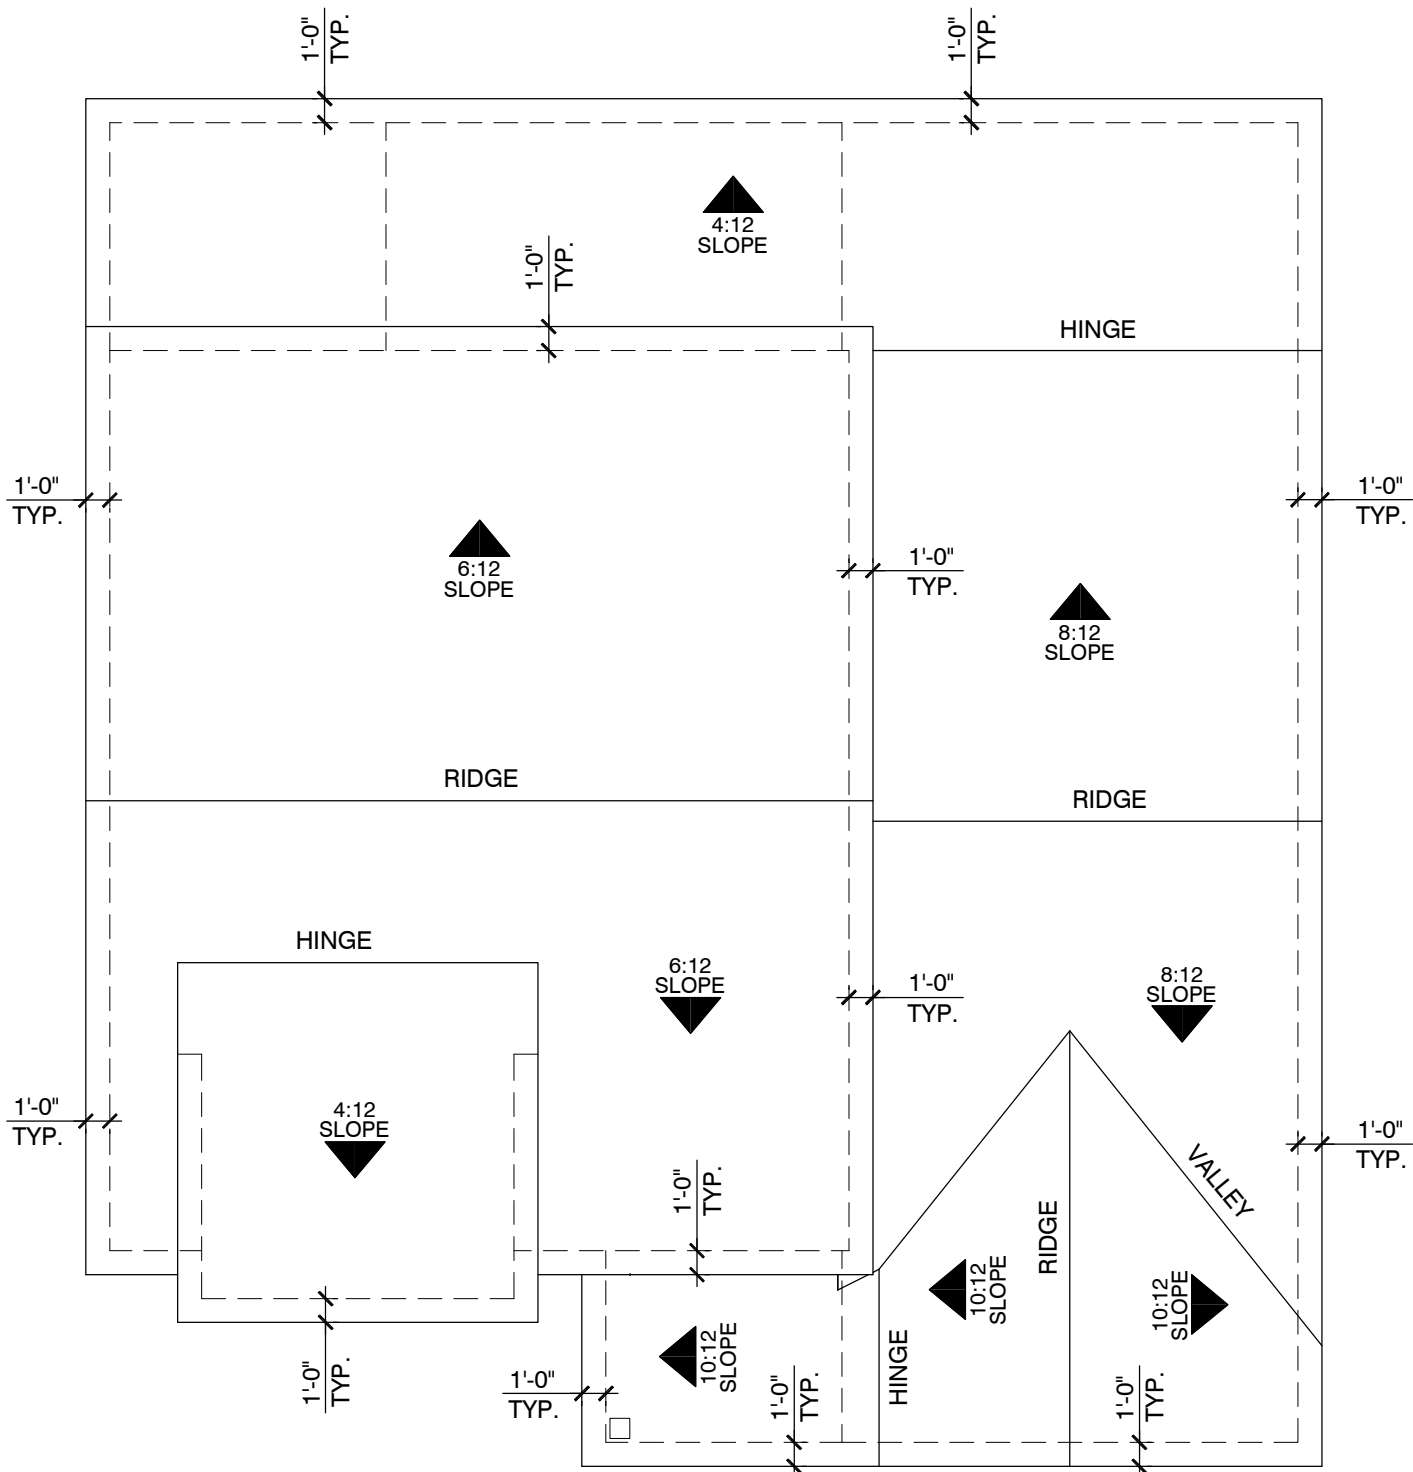 1'-0"
TYP.
1'-0"
TYP.
4:12
SLOPE
1'-0"
TYP.
HINGE
1'-0"
TYP.
1'-0"
TYP.
6:12
SLOPE
1'-0"
TYP.
8:12
SLOPE
RIDGE
RIDGE
HINGE
6:12
SLOPE
1'-0"
TYP.
8:12
SLOPE
1'-0"
TYP.
4:12
SLOPE
1'-0"
TYP.
1'-0"
TYP.
VALLEY
RIDGE
10:12
SLOPE
10:12
SLOPE
10:12
SLOPE
HINGE
1'-0"
TYP.
1'-0"
TYP.
1'-0"
TYP.
1'-0"
TYP.